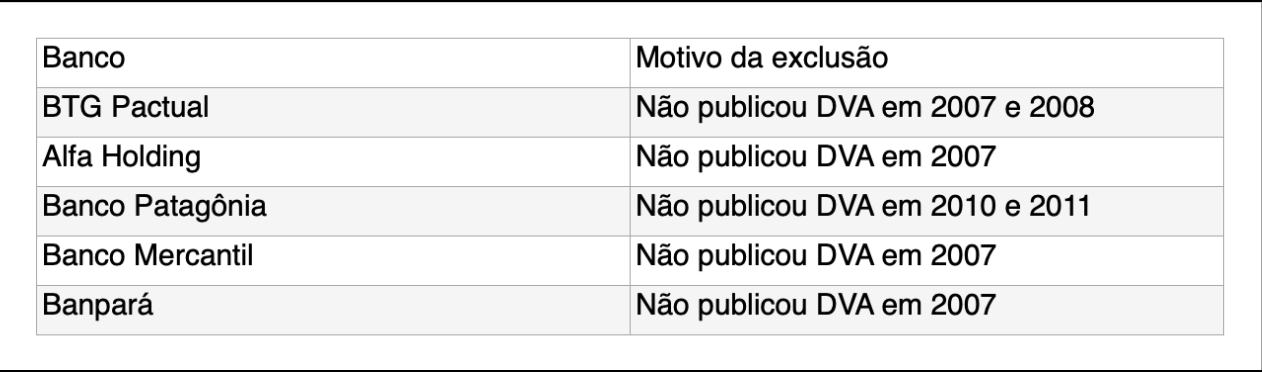 Banco Motivo da exclusão
BTG Pactual Não publicou DVA em 2007 e 2008
Alfa Holding Não publicou DVA em 2007
Banco Patagônia Não publicou DVA em 2010 e 2011
Banco Mercantil Não publicou DVA em 2007
Banpará Não publicou DVA em 2007